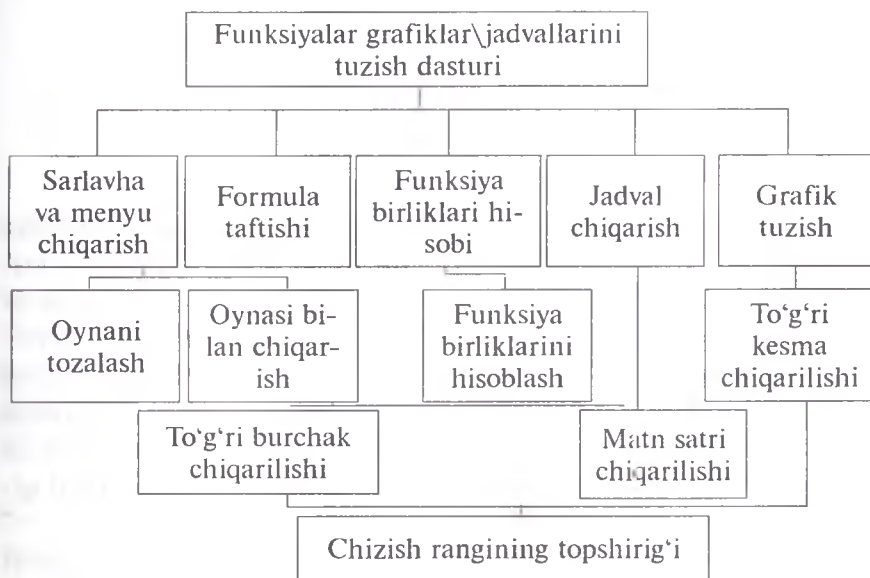 Funksiyalar grafiklar\jadvallarini
tuzish dasturi
Sarlavha
va menyu
chiqarish
Formula
taftishi
Funksiya
birliklari hi-
sobi
Jadval
chiqarish
Grafik
tuzish
Oynani
tozalash
Oynasi bi-
lan chiqar-
ish
Funksiya
birliklarini
hisoblash
To‘g‘ri
kesma
chiqarilishi
To‘g‘ri burchak
chiqarilishi
Matn satri
chiqarilishi
Chizish rangining topshirig‘i